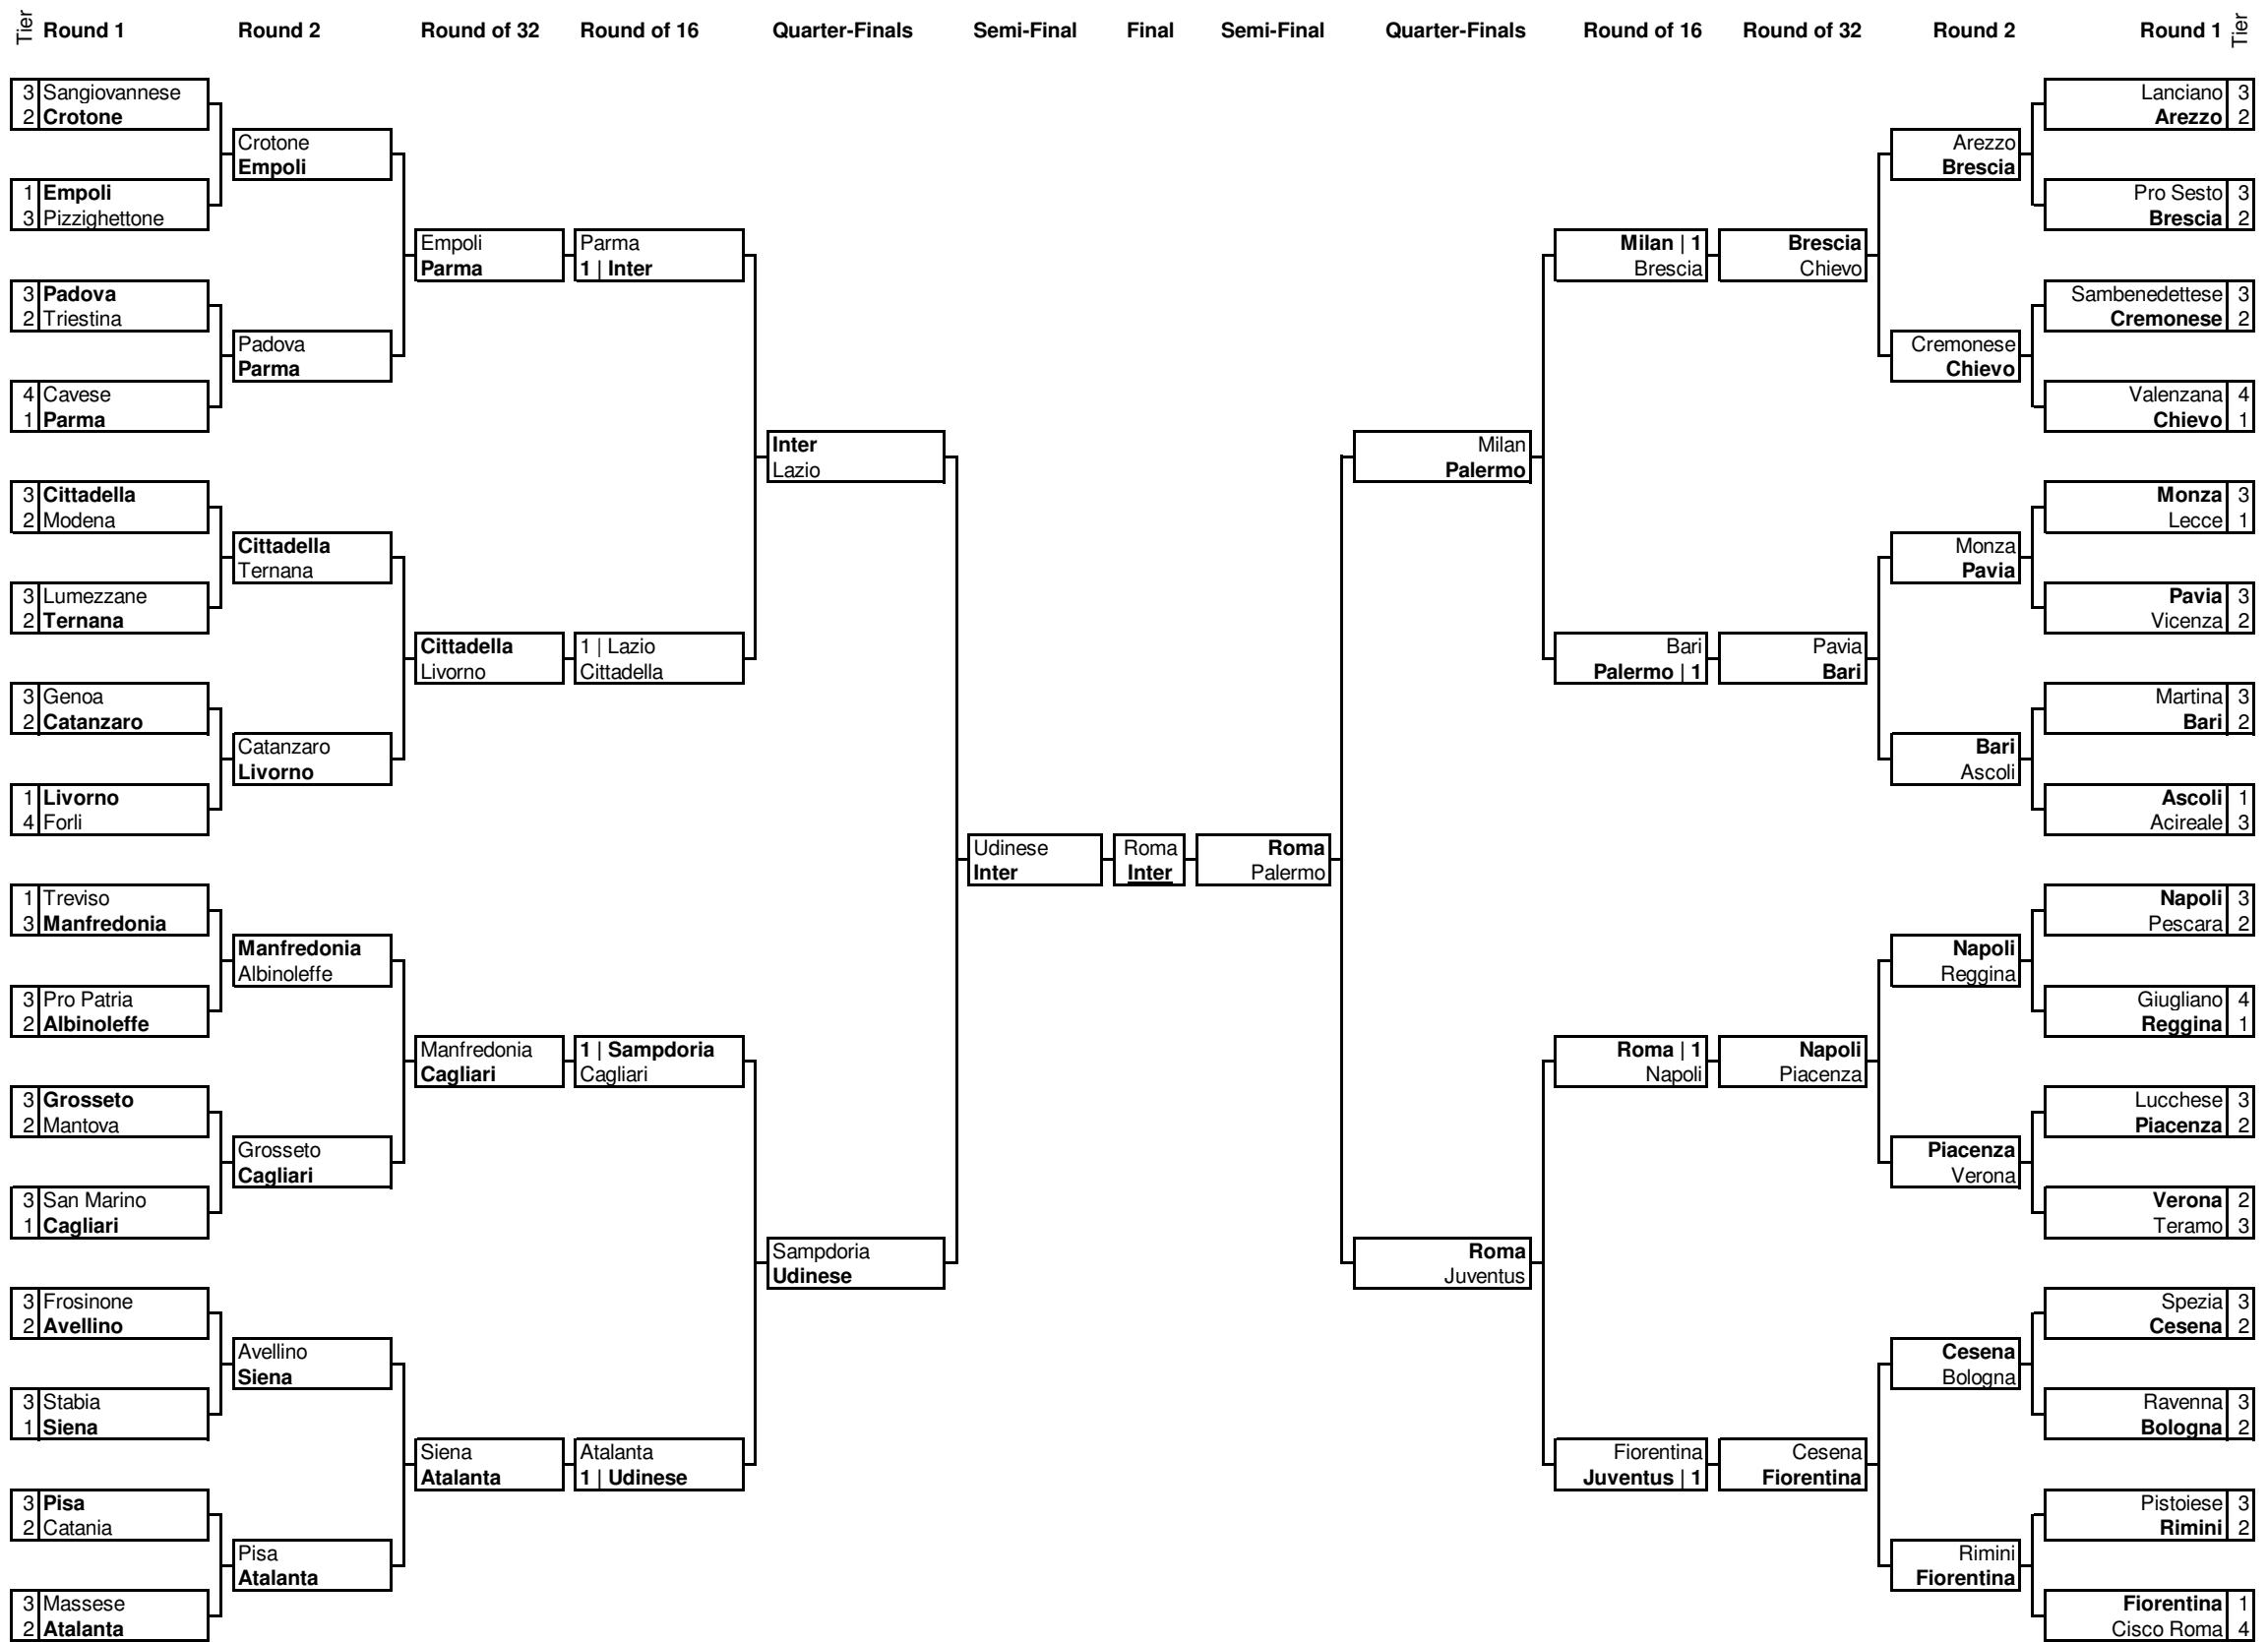 Tier Round 1 Round 2 Round of 32 Round of 16 Quarter-Finals Semi-Final Final Semi-Final Quarter-Finals Round of 16 Round of 32 Round 2 Round 1 Tier
3 Sangiovannese
2 Crotone
1 Empoli
3 Pizzighettone
3 Padova
2 Triestina
4 Cavese
1 Parma
3 Cittadella
2 Modena
3 Lumezzane
2 Ternana
3 Genoa
2 Catanzaro
1 Livorno
4 Forli
1 Treviso
3 Manfredonia
3 Pro Patria
2 Albinoleffe
3 Grosseto
2 Mantova
3 San Marino
1 Cagliari
3 Frosinone
2 Avellino
3 Stabia
1 Siena
3 Pisa
2 Catania
3 Massese
2 Atalanta
Crotone
Empoli
Padova
Parma
Cittadella
Ternana
Catanzaro
Livorno
Manfredonia
Albinoleffe
Grosseto
Cagliari
Avellino
Siena
Pisa
Atalanta
Empoli
Parma
Cittadella
Livorno
Manfredonia
Cagliari
Siena
Atalanta
Parma
1 | Inter
1 | Lazio
Cittadella
1 | Sampdoria
Cagliari
Atalanta
1 | Udinese
Inter
Lazio
Sampdoria
Udinese
Udinese
Inter
Roma
Inter
Roma
Palermo
Milan
Palermo
Roma
Juventus
Milan | 1
Brescia
Bari
Palermo | 1
Roma | 1
Napoli
Fiorentina
Juventus | 1
Brescia
Chievo
Pavia
Bari
Napoli
Piacenza
Cesena
Fiorentina
Arezzo
Brescia
Cremonese
Chievo
Monza
Pavia
Bari
Ascoli
Napoli
Reggina
Piacenza
Verona
Cesena
Bologna
Rimini
Fiorentina
Lanciano 3
Arezzo 2
Pro Sesto 3
Brescia 2
Sambenedettese 3
Cremonese 2
Valenzana 4
Chievo 1
Monza 3
Lecce 1
Pavia 3
Vicenza 2
Martina 3
Bari 2
Ascoli 1
Acireale 3
Napoli 3
Pescara 2
Giugliano 4
Reggina 1
Lucchese 3
Piacenza 2
Verona 2
Teramo 3
Spezia 3
Cesena 2
Ravenna 3
Bologna 2
Pistoiese 3
Rimini 2
Fiorentina 1
Cisco Roma 4